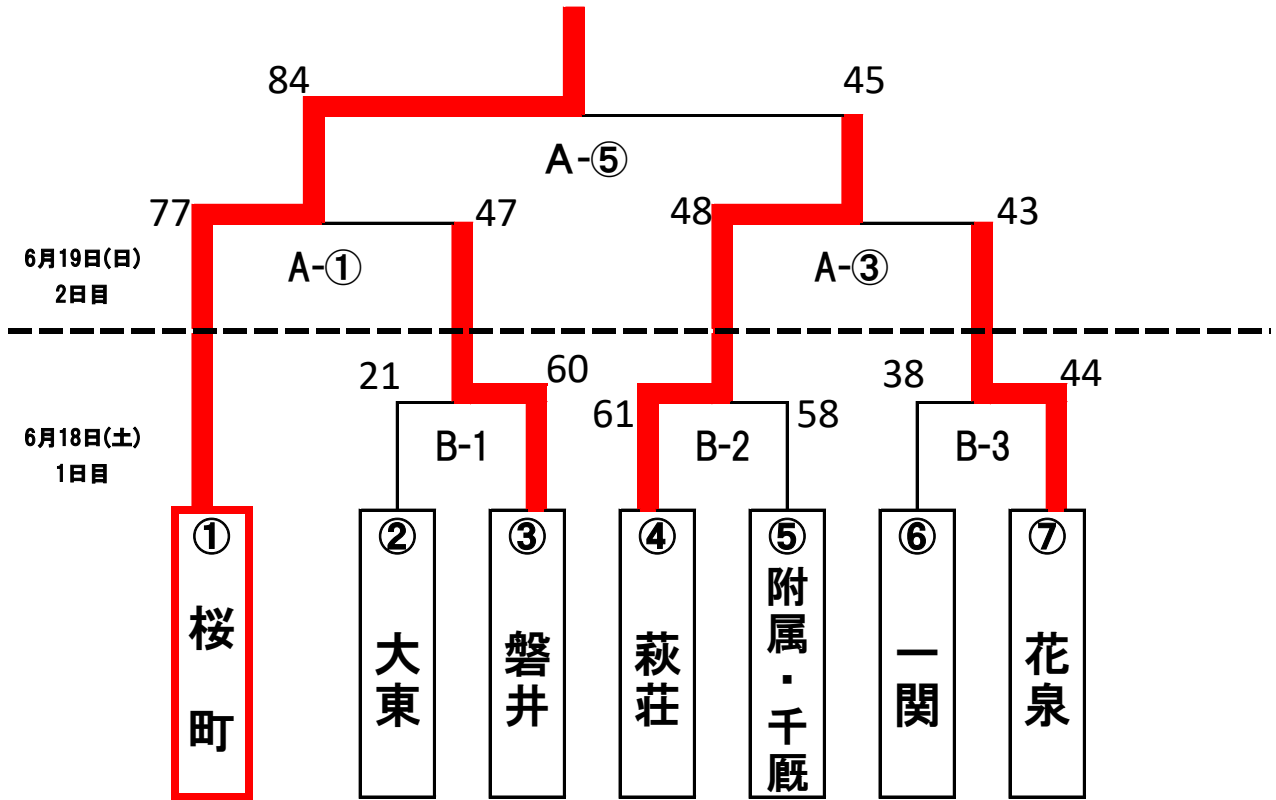 84
45
A-⑤
77
47
48
43
6月19日(日)
2日目
A-①
A-③
21
60
61
58
38
44
6月18日(土)
1日目
B-1
B-2
B-3
①
桜町
②
大東
③
磐井
④
萩荘
⑤
附属・千厩
⑥
一関
⑦
花泉